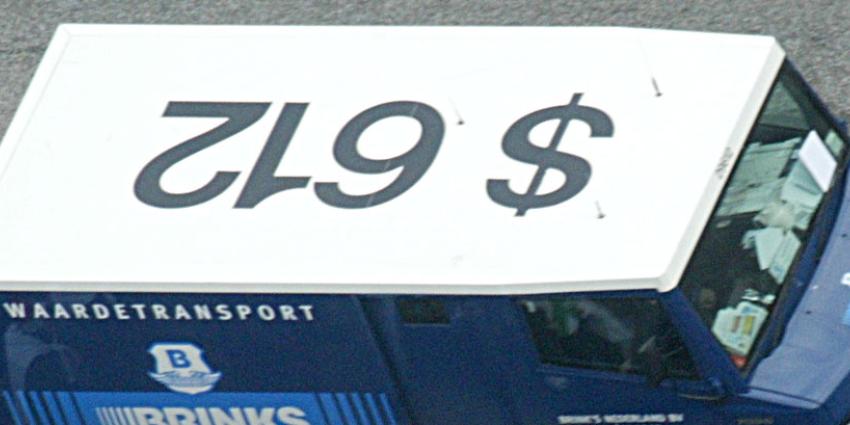 $ 612
WAARDETRANSPORT
B
BRINKS
BRINK'S NEDERLAND BV